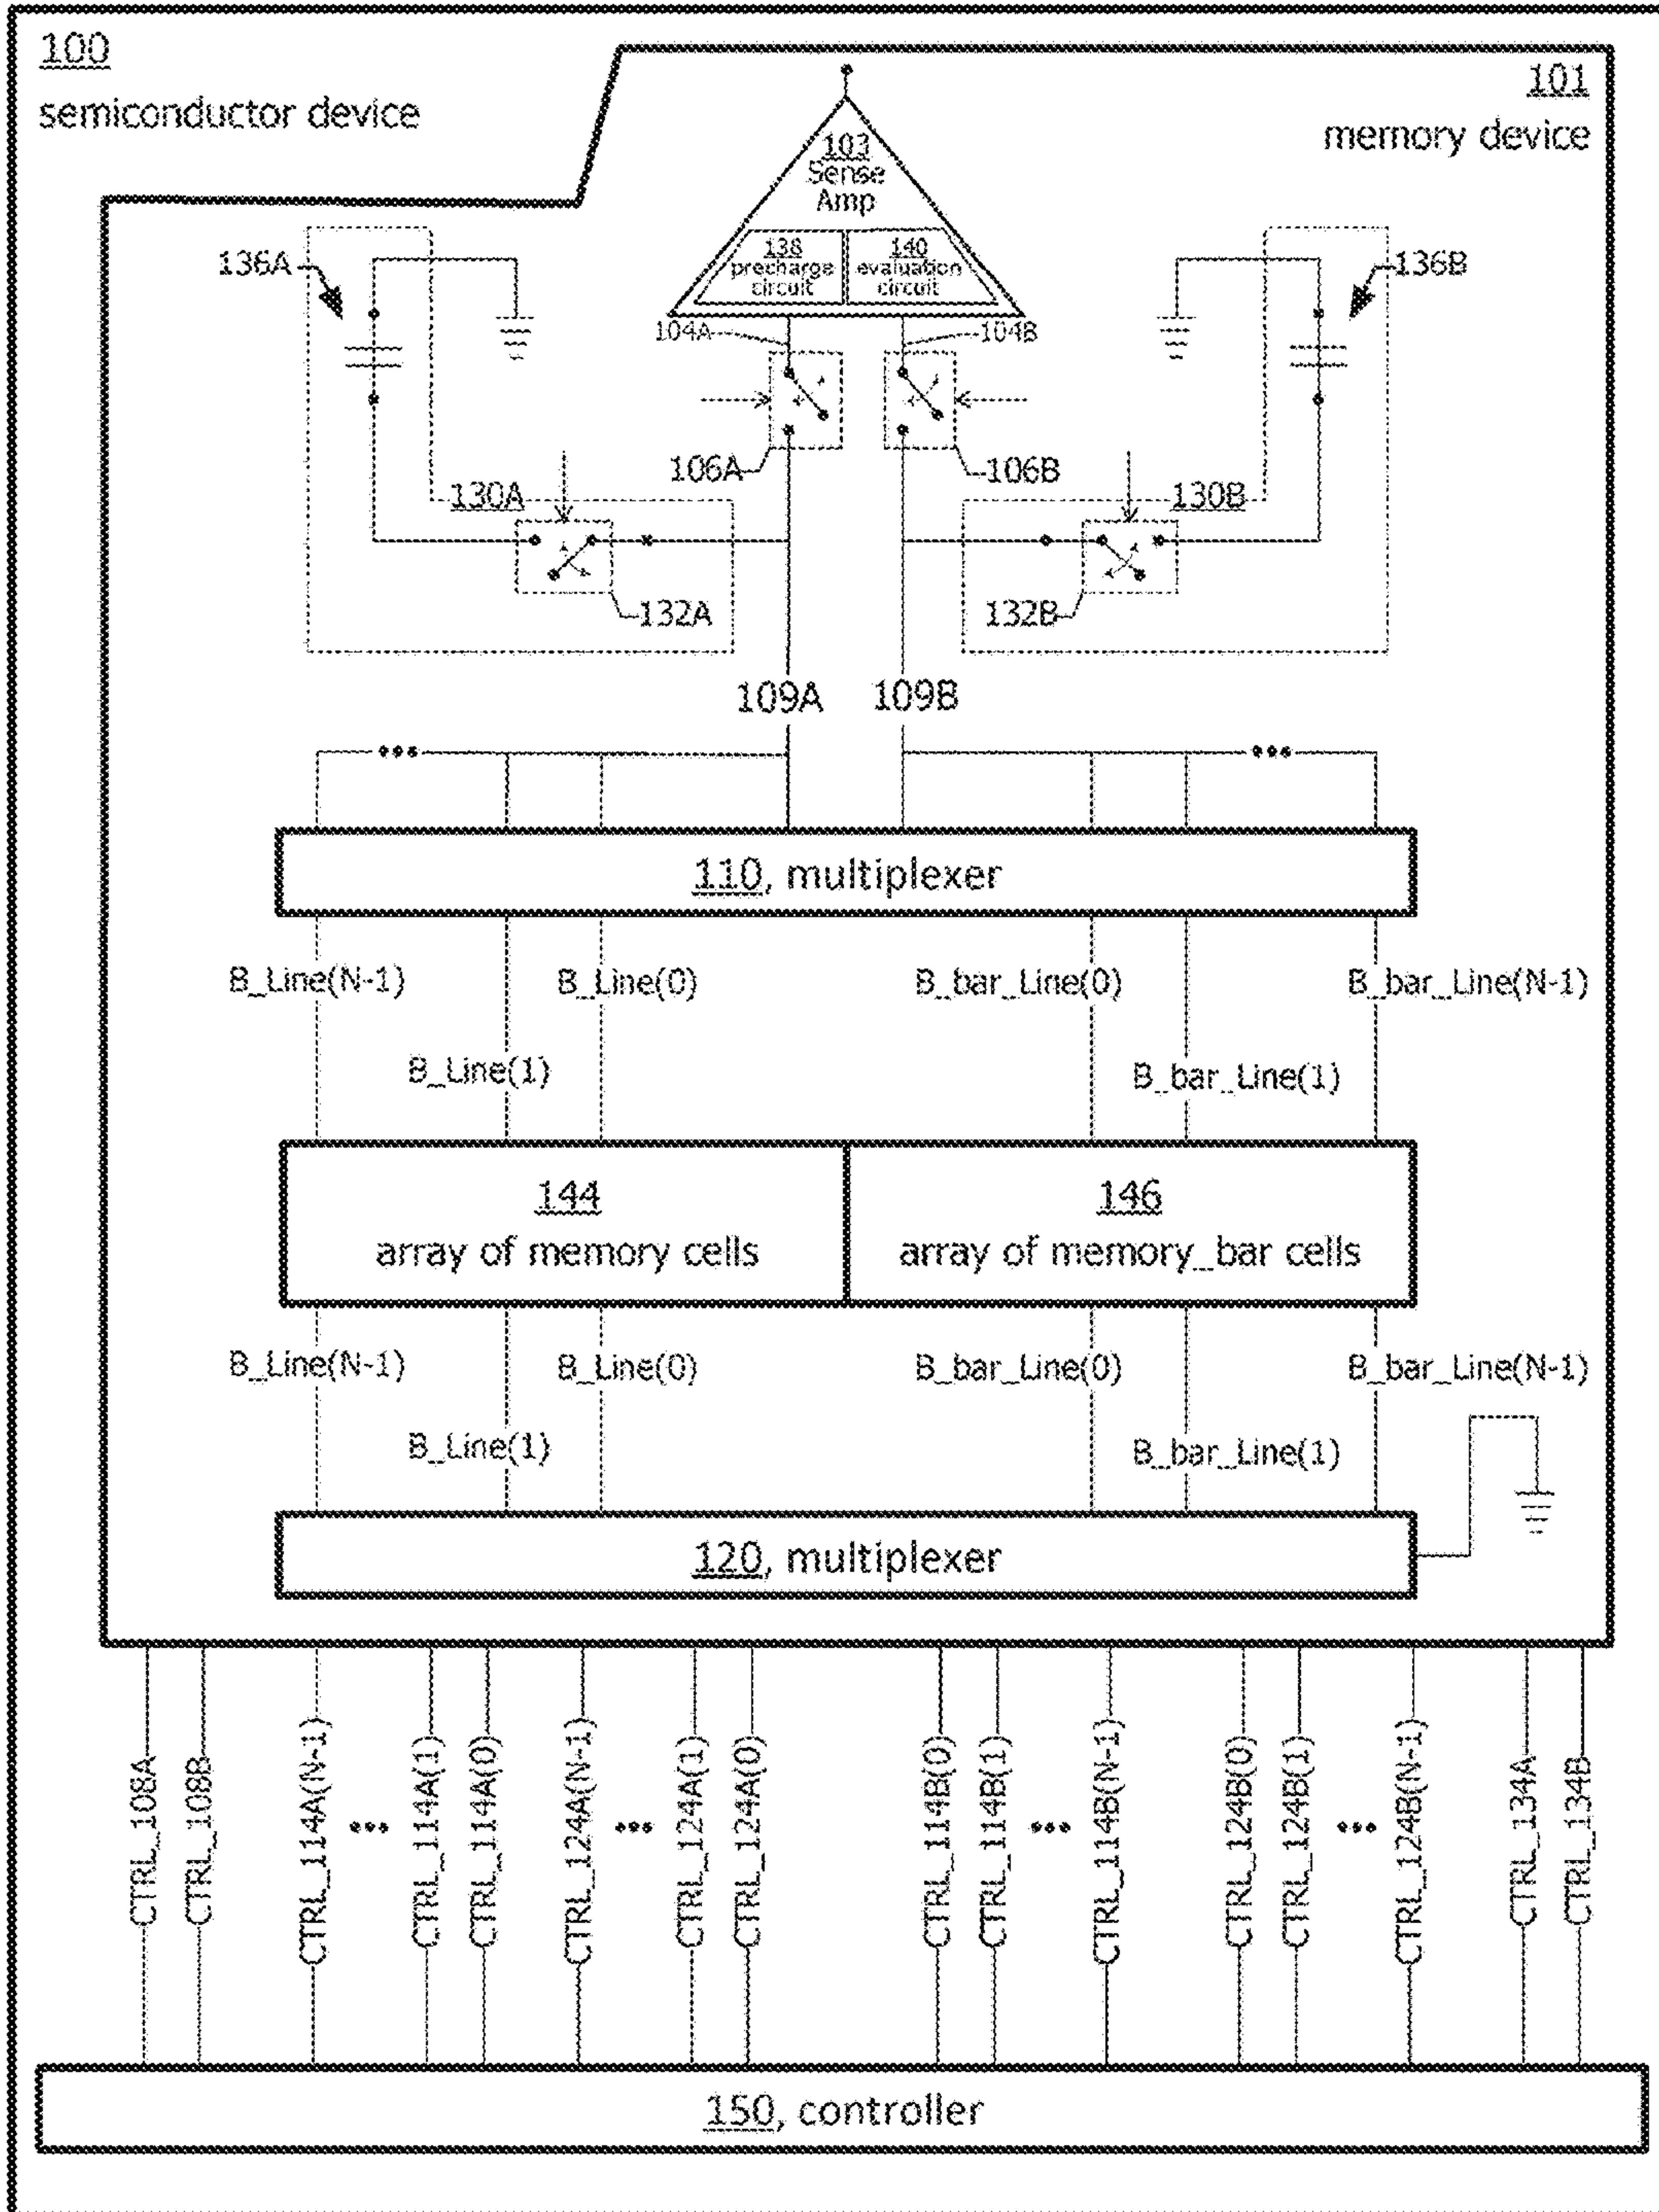 100
semiconductor device
101
memory device
103
Sense
Amp
138
precharge
circuit
140
evaluation
circuit
136A
136B
104A
104B
106A
106B
130A
130B
132A
132B
109A 109B
110, multiplexer
B_Line(N-1) B_Line(0) B_bar_Line(0) B_bar_Line(N-1)
B_Line(1) B_bar_Line(1)
144
array of memory cells
146
array of memory_bar cells
B_Line(N-1) B_Line(0) B_bar_Line(0) B_bar_Line(N-1)
B_Line(1) B_bar_Line(1)
120, multiplexer
CTRL_108A
CTRL_108B
CTRL_114A(N-1)
•••
CTRL_114A(1)
CTRL_114A(0)
CTRL_124A(N-1)
•••
CTRL_124A(1)
CTRL_124A(0)
CTRL_114B(0)
CTRL_114B(1)
•••
CTRL_114B(N-1)
CTRL_124B(0)
CTRL_124B(1)
•••
CTRL_124B(N-1)
CTRL_134A
CTRL_134B
150, controller